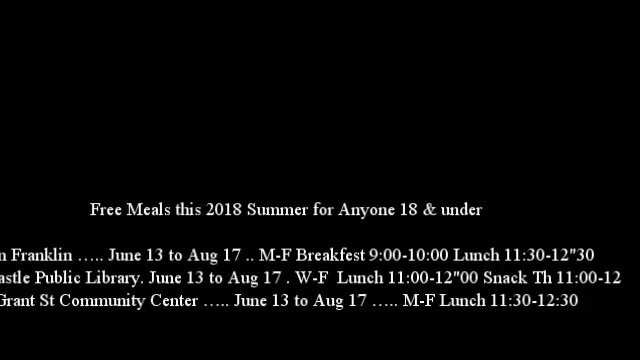 Free Meals this 2018 Summer for Anyone 18 & under
n Franklin ….. June 13 to Aug 17 .. M-F Breakfest 9:00-10:00 Lunch 11:30-12"30
astle Public Library. June 13 to Aug 17 . W-F Lunch 11:00-12"00 Snack Th 11:00-12
Grant St Community Center ….. June 13 to Aug 17 ….. M-F Lunch 11:30-12:30